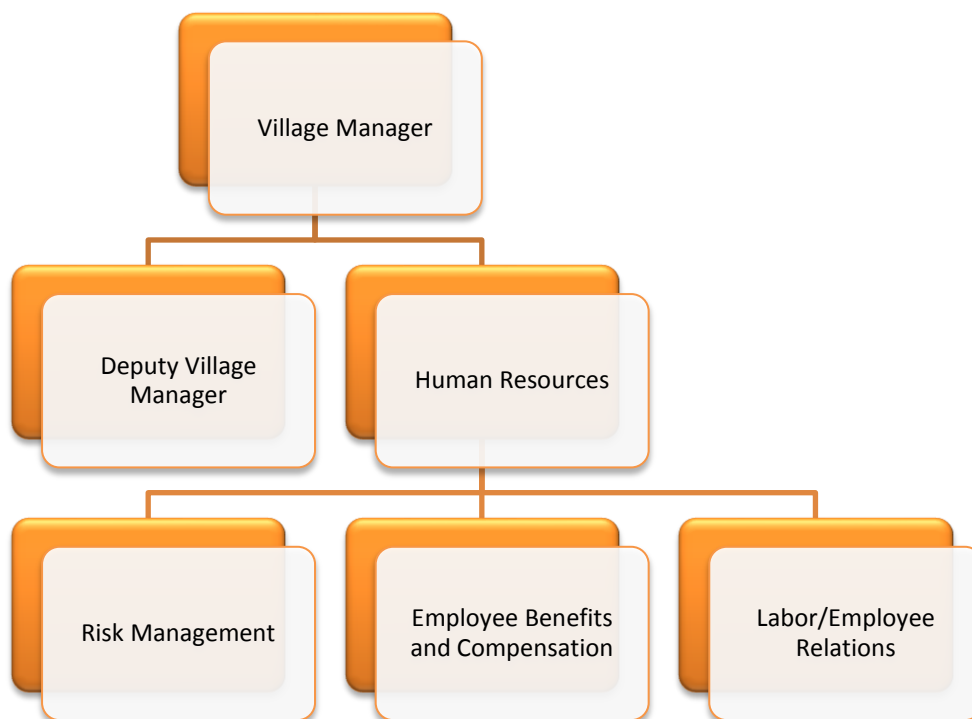 Village Manager
Deputy Village
Manager
Human Resources
Risk Management
Employee Benefits
and Compensation
Labor/Employee
Relations